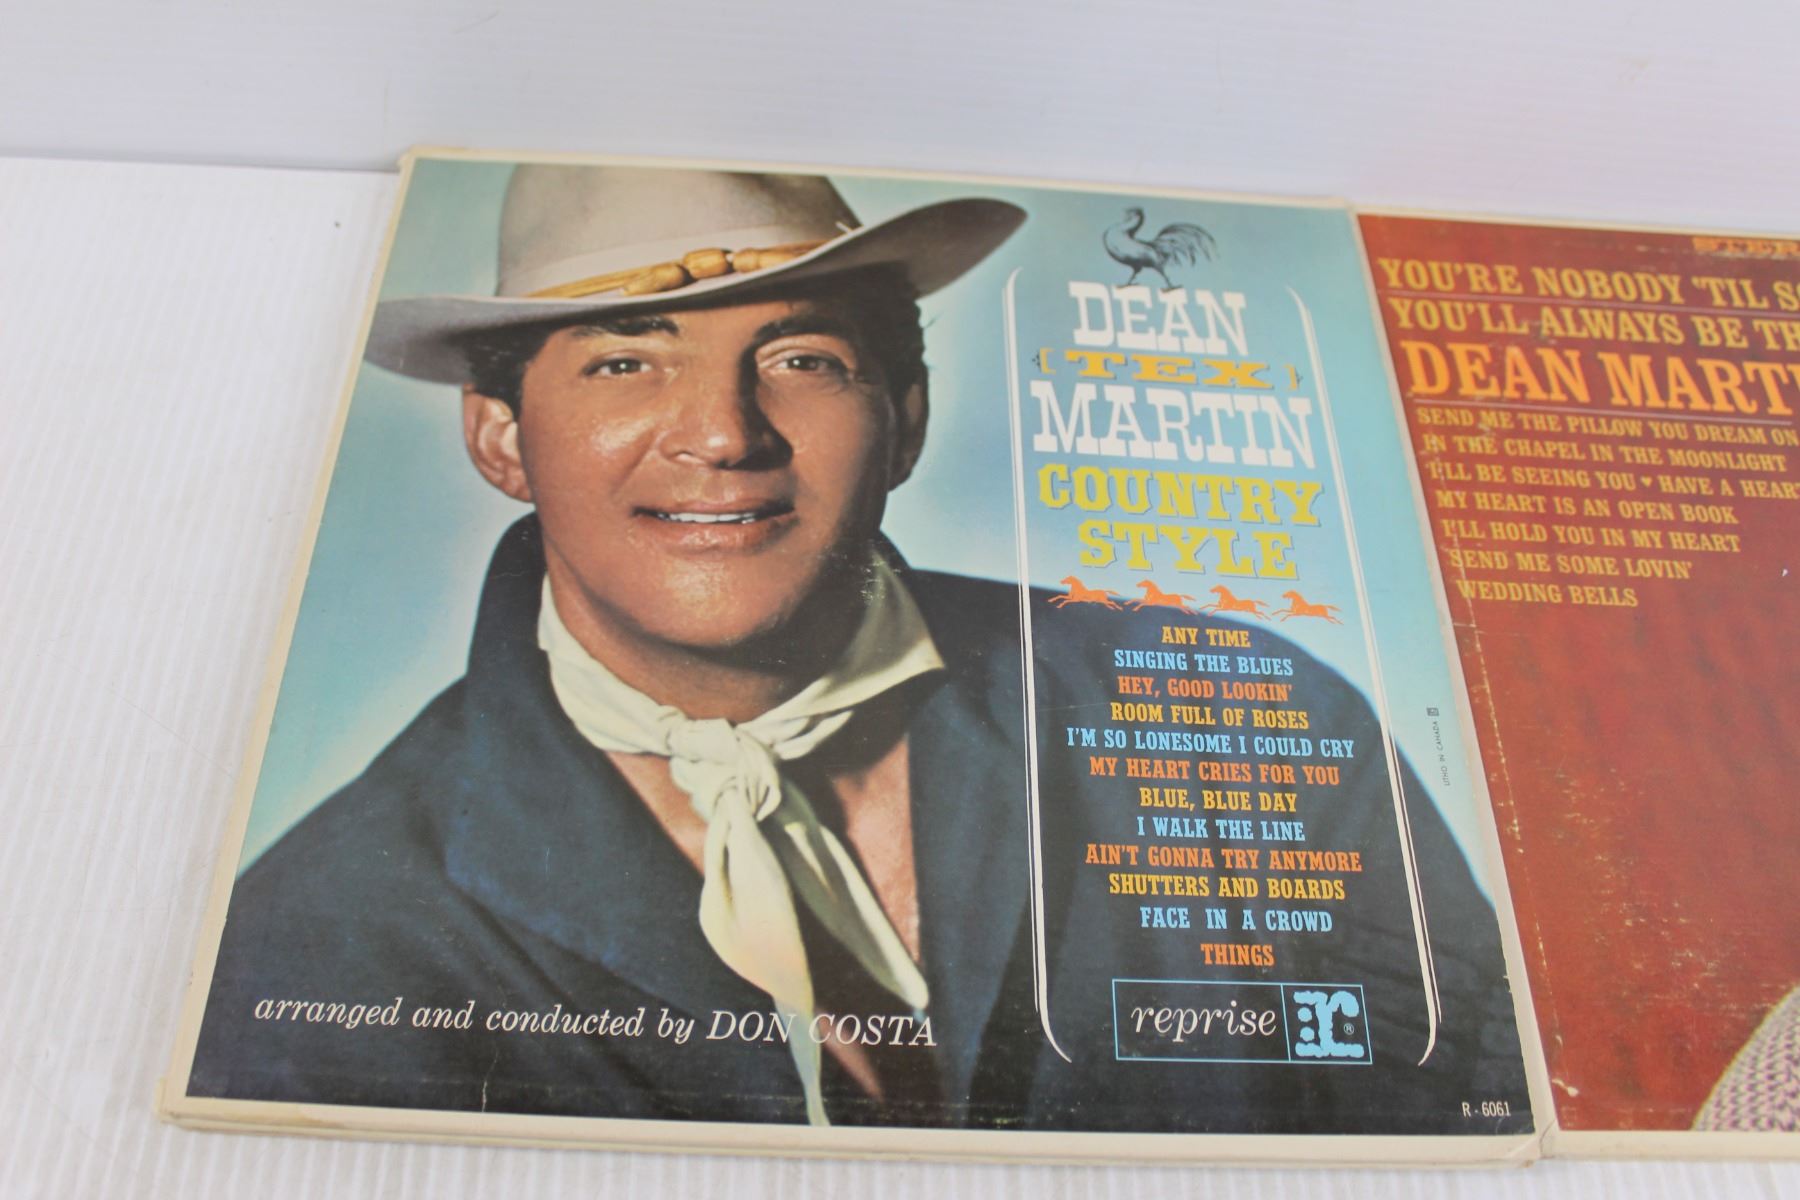 DEAN
{TEX}
MARTIN
COUNTRY
STYLE
ANY TIME
SINGING THE BLUES
HEY, GOOD LOOKIN'
ROOM FULL OF ROSES
I'M SO LONESOME I COULD CRY
MY HEART CRIES FOR YOU
BLUE, BLUE DAY
I WALK THE LINE
AIN'T GONNA TRY ANYMORE
SHUTTERS AND BOARDS
FACE IN A CROWD
THINGS
reprise r ®
arranged and conducted by DON COSTA
R-6061
LITHO IN CANADA
YOU'RE NOBODY 'TIL
YOU'LL ALWAYS BE
DEAN
SEND ME THE PILLOW YOU DREAM ON
IN THE CHAPEL IN THE MOONLIGHT
I'LL BE SEEING YOU ♥ HAVE A
MY HEART IS AN OPEN BOOK
I'LL HOLD YOU IN MY HEART
SEND ME SOME LOVIN'
WEDDING BELLS